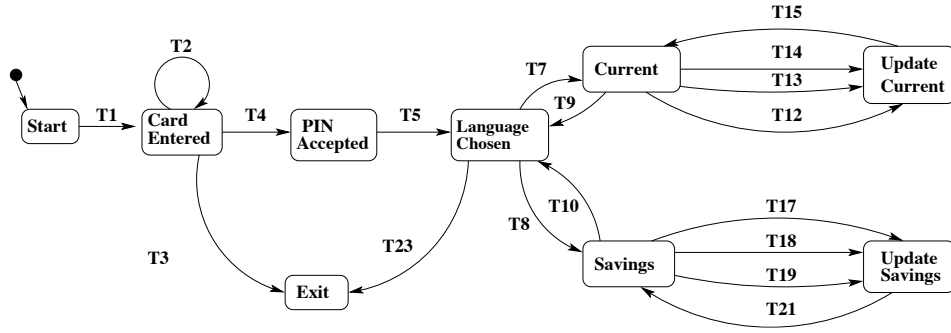 T15
T2
T14
T7
Current
Update
Current
T13
T9
Start
T1
Card
Entered
T4
PIN
Accepted
T5
Language
Chosen
T12
T10
T17
T8
T18
T3
T23
Savings
Update
Savings
T19
Exit
T21